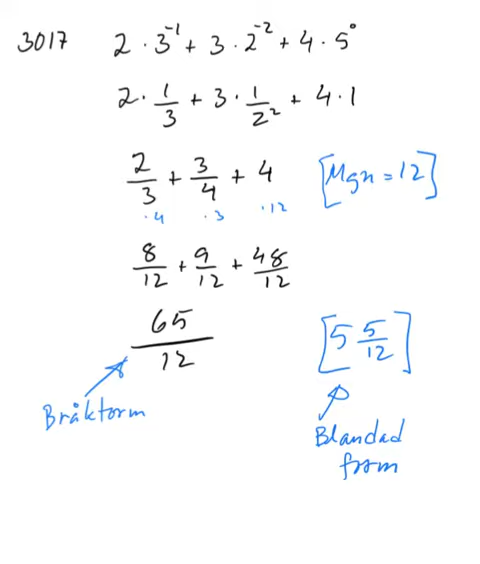 3017 2 · 3⁻¹ + 3 · 2⁻² + 4 · 5⁰
2 · 1/3 + 3 · 1/2² + 4 · 1
2/3 + 3/4 + 4 [Mgn = 12]
·4 ·3 ·12
8/12 + 9/12 + 48/12
65/12 [5 5/12]
Bråkform
Blandad
form